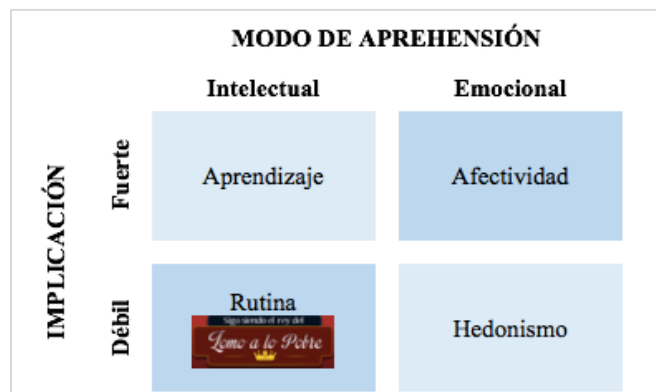 MODO DE APREHENSIÓN
Intelectual
Emocional
IMPLICACIÓN
Fuerte
Aprendizaje
Afectividad
Débil
Rutina
Sigo siendo el rey del
Lomo a lo Pobre
Hedonismo